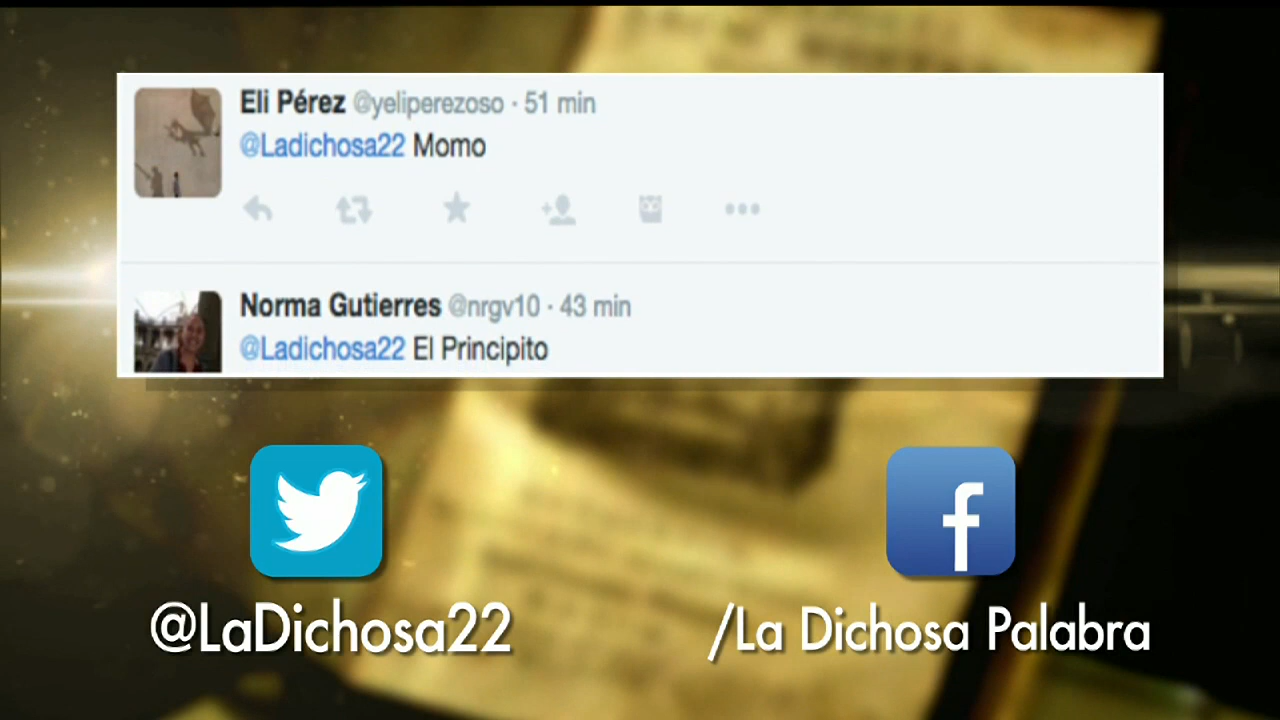 Eli Pérez @yeliperezoso · 51 min
@Ladichosa22 Momo
Norma Gutierres @nrgv10 · 43 min
@Ladichosa22 El Principito
@LaDichosa22
/La Dichosa Palabra